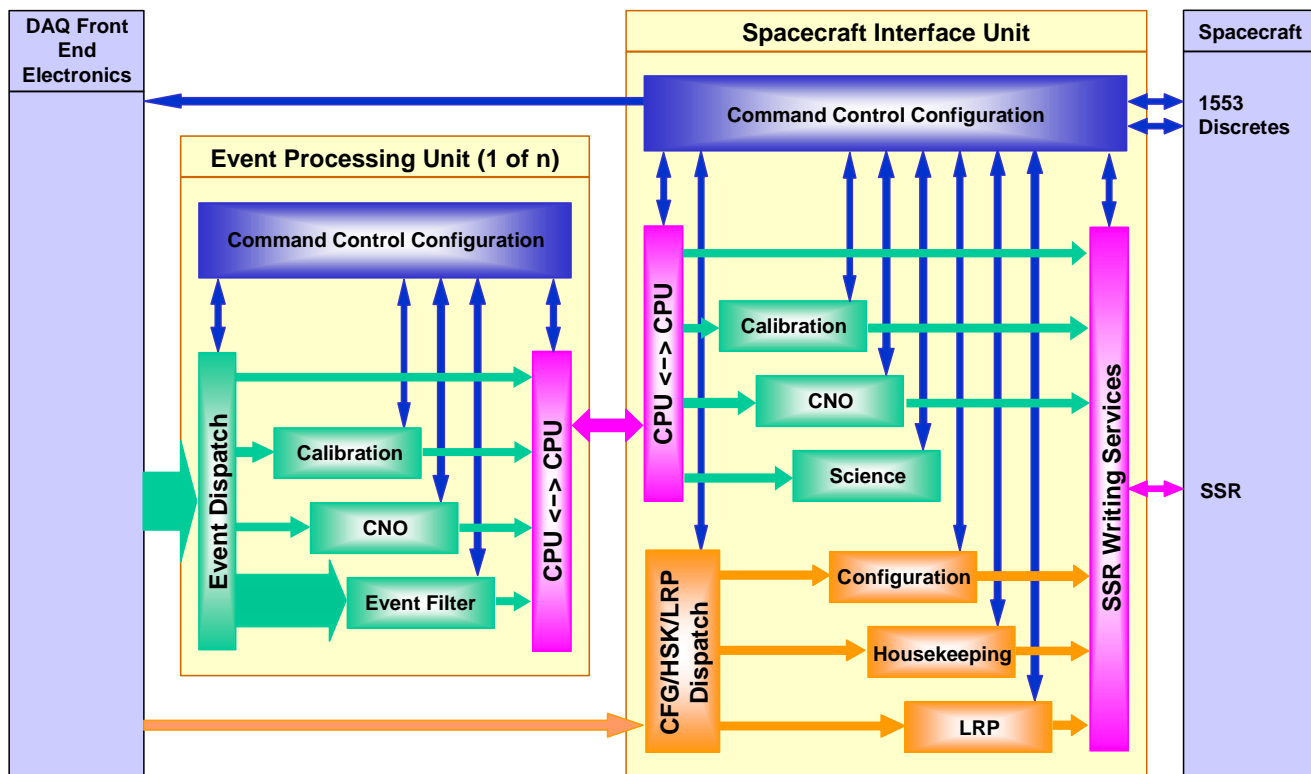 DAQ Front
End
Electronics
Spacecraft Interface Unit
Spacecraft
Command Control Configuration
1553
Discretes
Event Processing Unit (1 of n)
Command Control Configuration
Event Dispatch
Calibration
CNO
Event Filter
CPU <–> CPU
CPU <–> CPU
Calibration
CNO
Science
CFG/HSK/LRP
Dispatch
Configuration
Housekeeping
LRP
SSR Writing Services
SSR